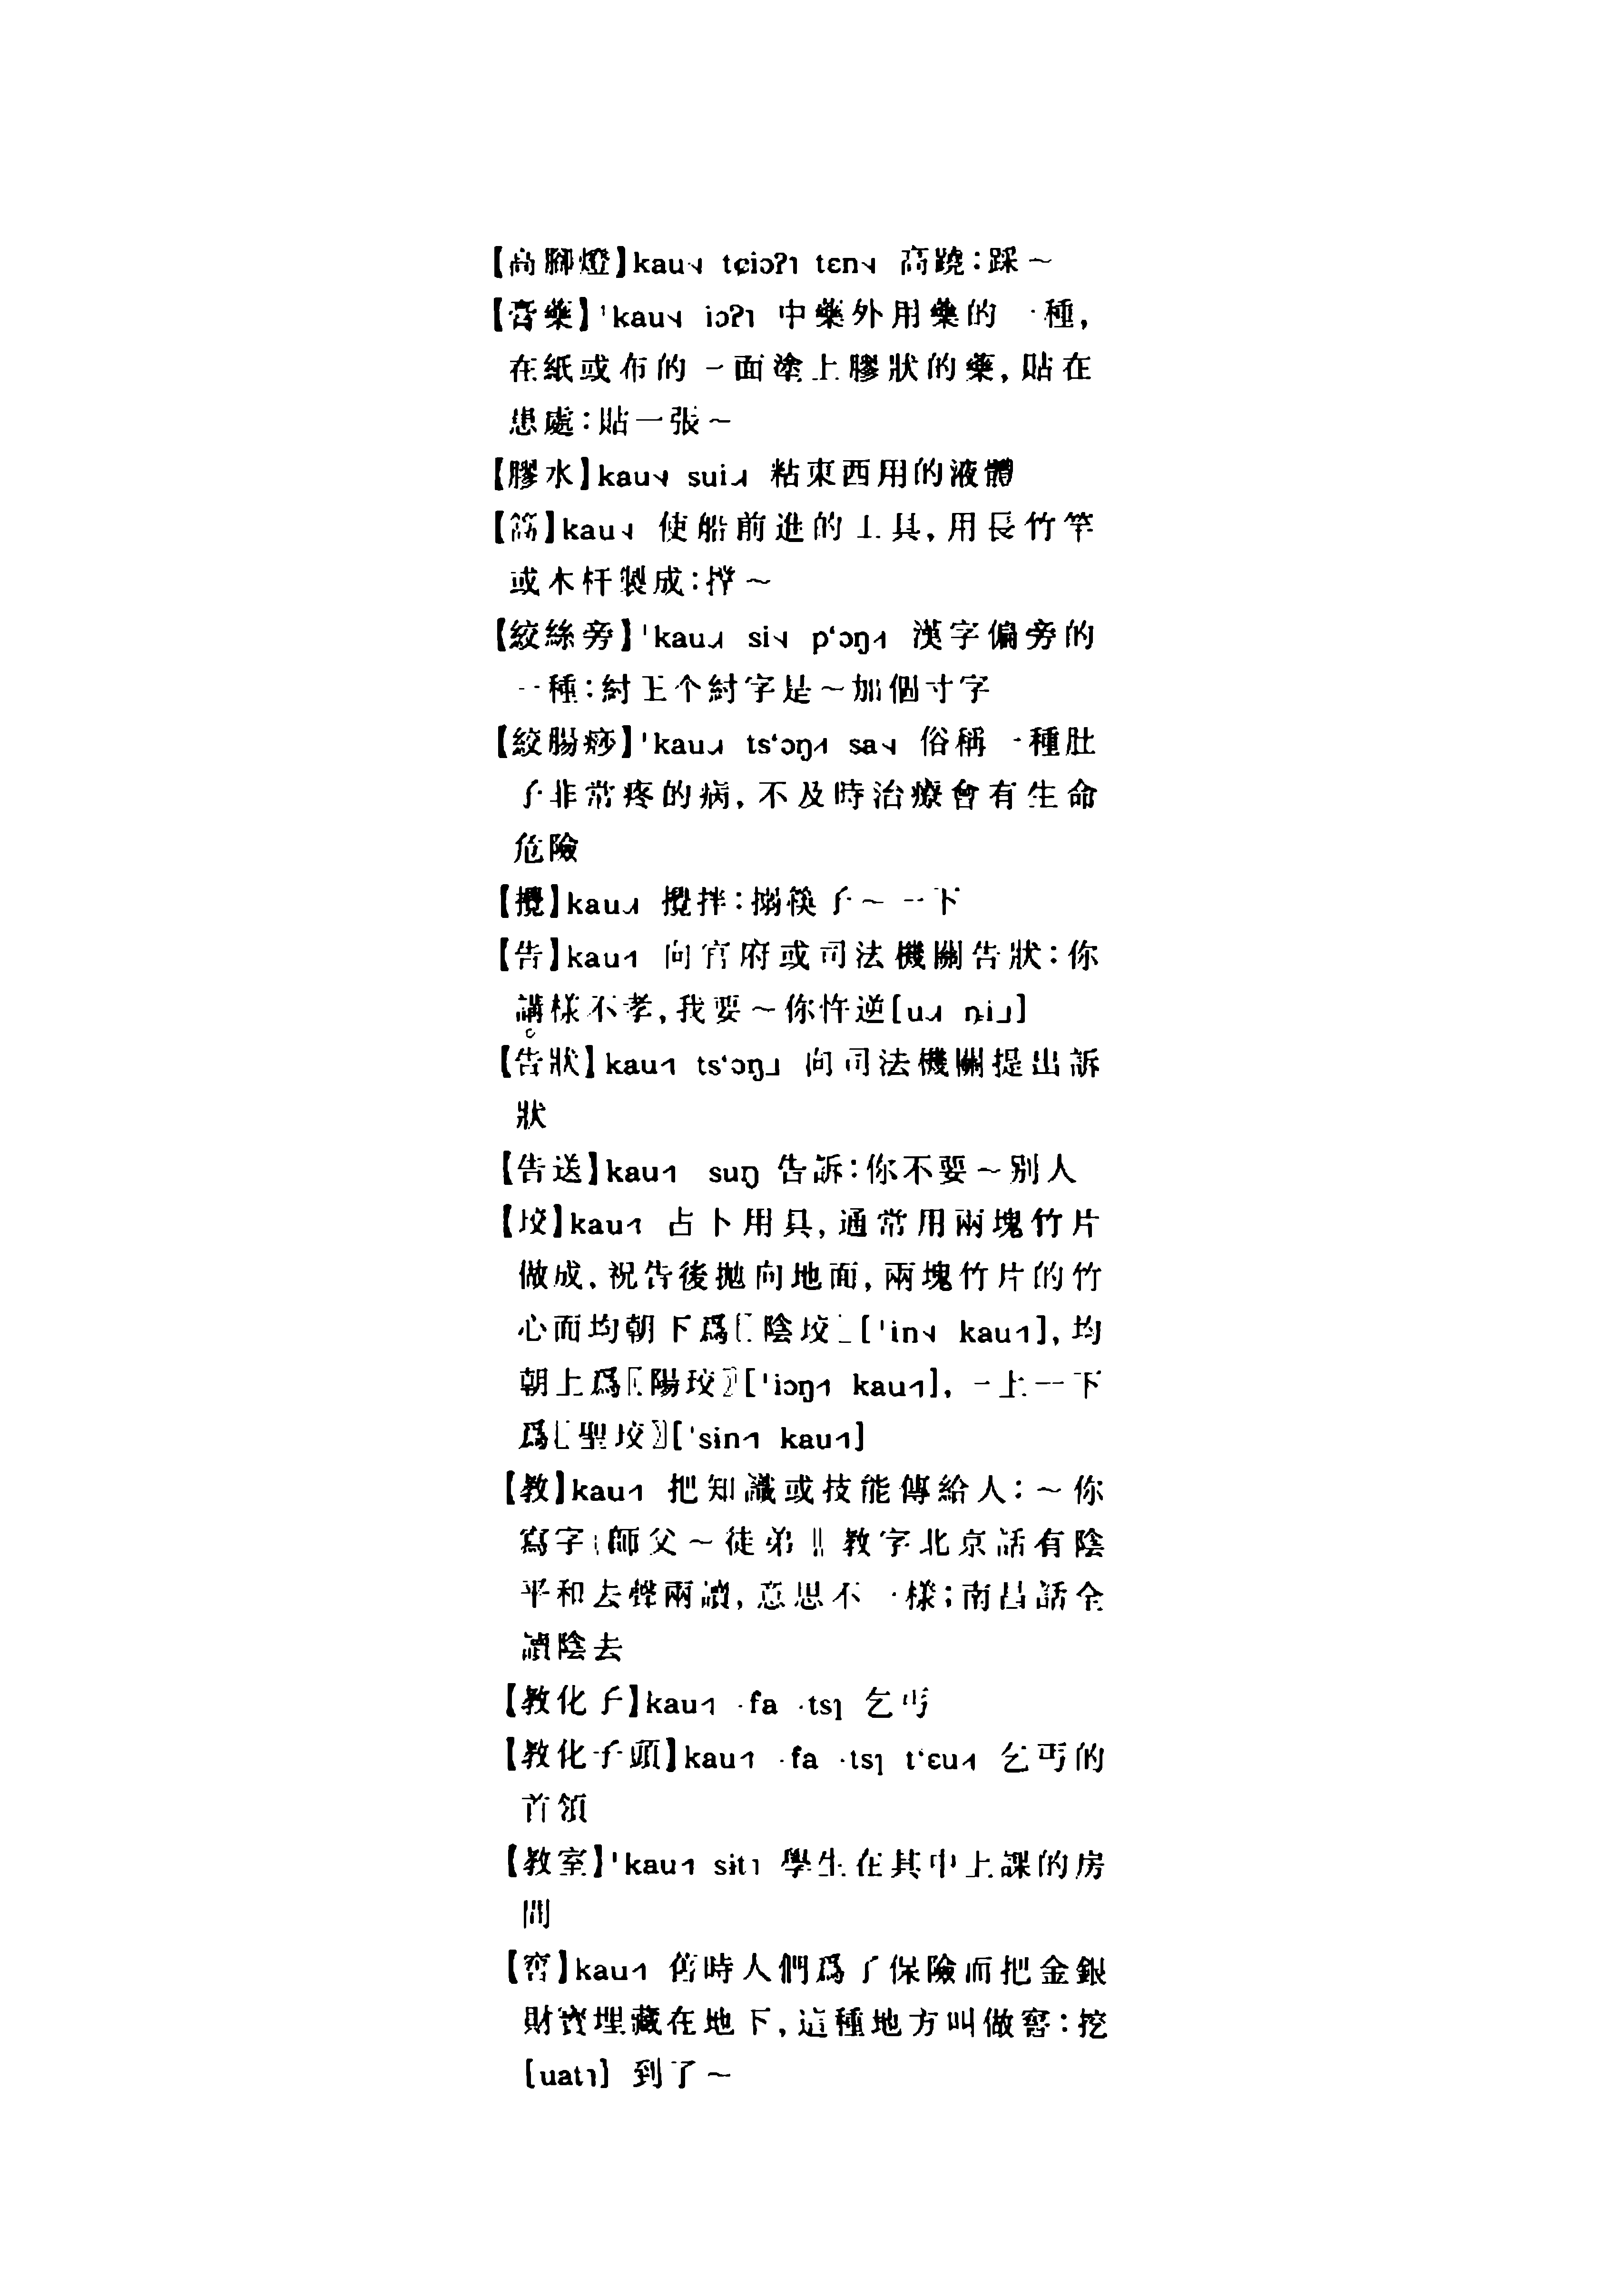 【高腳燈】kau˧˩ tɕiɔʔ˥ tɛn˧˩ 高蹺：踩～
【膏藥】ˈkau˧˩ iɔʔ˥ 中藥外用藥的一種，
在紙或布的一面塗上膠狀的藥，貼在
患處：貼一張～
【膠水】kau˧˩ sui˨˩˧ 粘東西用的液體
【篙】kau˧˩ 使船前進的工具，用長竹竿
或木杆製成：撑～
【絞絲旁】ˈkau˨˩˧ si˧˩ pʻɔŋ˧˥ 漢字偏旁的
一種：紂王个紂字是～加個寸字
【絞腸痧】ˈkau˨˩˧ tsʻɔŋ˧˥ sa˧˩ 俗稱一種肚
子非常疼的病，不及時治療會有生命
危險
【攪】kau˨˩˧ 攪拌：搦筷子～一下
【告】kau˧˥ 向官府或司法機關告狀：你
講樣不孝，我要～你忤逆[u˨˩˧ ȵi˨˩]
【告狀】kau˧˥ tsʻɔŋ˨˩ 向司法機關提出訴
狀
【告送】kau˧˥ suŋ 告訴：你不要～别人
【珓】kau˧˥ 占卜用具，通常用兩塊竹片
做成，祝告後拋向地面，兩塊竹片的竹
心面均朝下爲〖陰珓〗[ˈin˧˩ kau˧˥]，均
朝上爲〖陽珓〗[ˈiɔŋ˧˥ kau˧˥]，一上一下
爲〖聖珓〗[ˈsin˧˥ kau˧˥]
【教】kau˧˥ 把知識或技能傳給人：～你
寫字｜師父～徒弟‖教字北京話有陰
平和去聲兩讀，意思不一樣；南昌話全
讀陰去
【教化子】kau˧˥ ·fa ·tsɿ 乞丐
【教化子頭】kau˧˥ ·fa ·tsɿ tʻɛu˧˥ 乞丐的
首領
【教室】ˈkau˧˥ sit˥ 學生在其中上課的房
間
【窖】kau˧˥ 舊時人們爲了保險而把金銀
財寶埋藏在地下，這種地方叫做窖：挖
[uat˥] 到了～